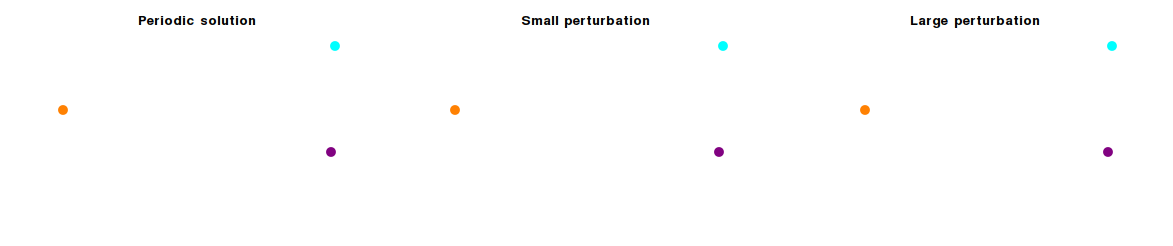 Periodic solution
Small perturbation
Large perturbation